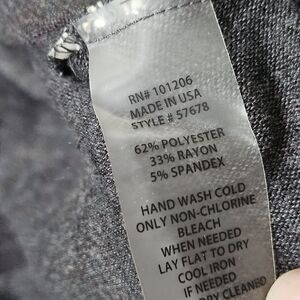 RN# 101206
MADE IN USA
STYLE # 57678
62% POLYESTER
33% RAYON
5% SPANDEX
HAND WASH COLD
ONLY NON-CHLORINE
BLEACH
WHEN NEEDED
LAY FLAT TO DRY
COOL IRON
IF NEEDED
CLEANED